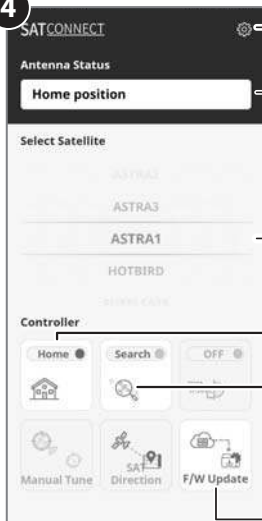 4
SATCONNECT
Antenna Status
Home position
Select Satellite
ASTRA2
ASTRA3
ASTRA1
HOTBIRD
Controller
Home Search OFF
SAT
Manual Tune Direction F/W Update